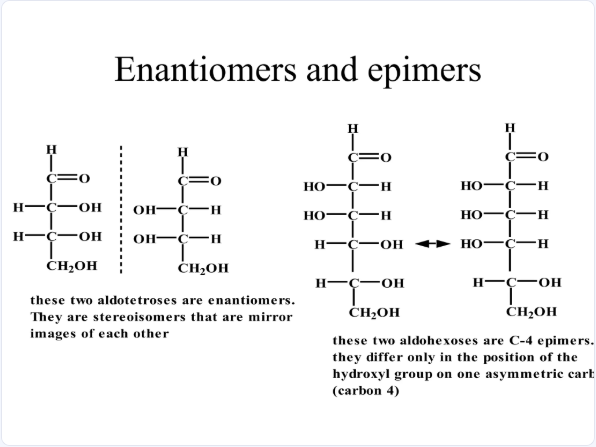 Enantiomers and epimers
H
C=O
H—C—OH
H—C—OH
CH₂OH
H
C=O
OH—C—H
OH—C—H
CH₂OH
these two aldotetroses are enantiomers.
They are stereoisomers that are mirror
images of each other
H
C=O
HO—C—H
HO—C—H
H—C—OH
H—C—OH
CH₂OH
H
C=O
HO—C—H
HO—C—H
HO—C—H
H—C—OH
CH₂OH
these two aldohexoses are C-4 epimers.
they differ only in the position of the
hydroxyl group on one asymmetric carb
(carbon 4)